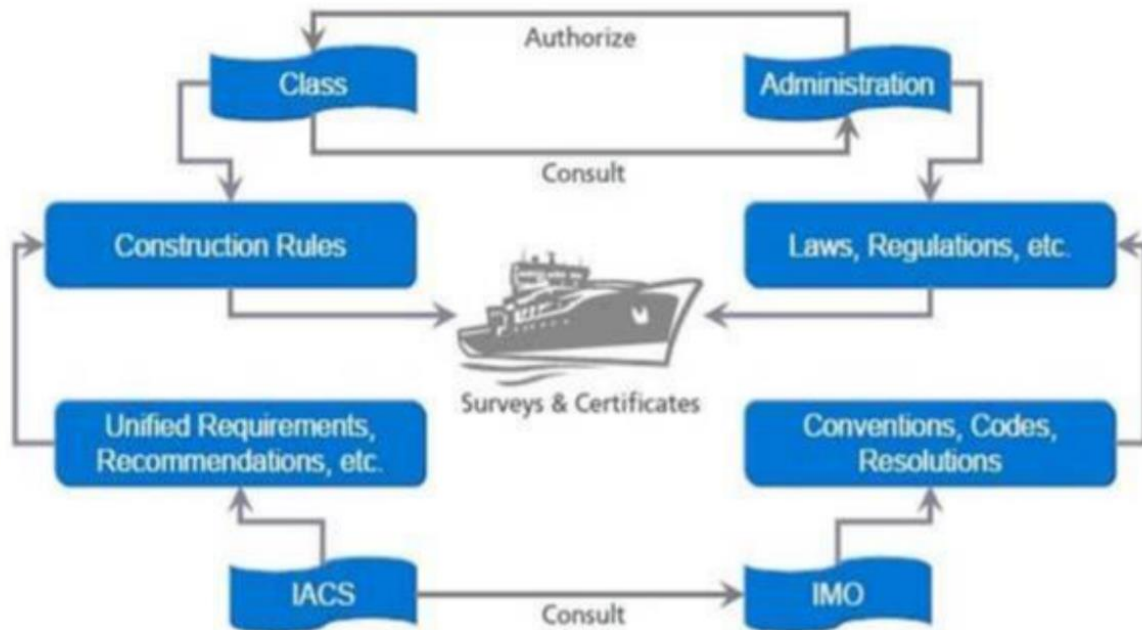 Authorize
Class
Administration
Consult
Construction Rules
Laws, Regulations, etc.
Surveys & Certificates
Unified Requirements,
Recommendations, etc.
Conventions, Codes,
Resolutions
IACS
IMO
Consult